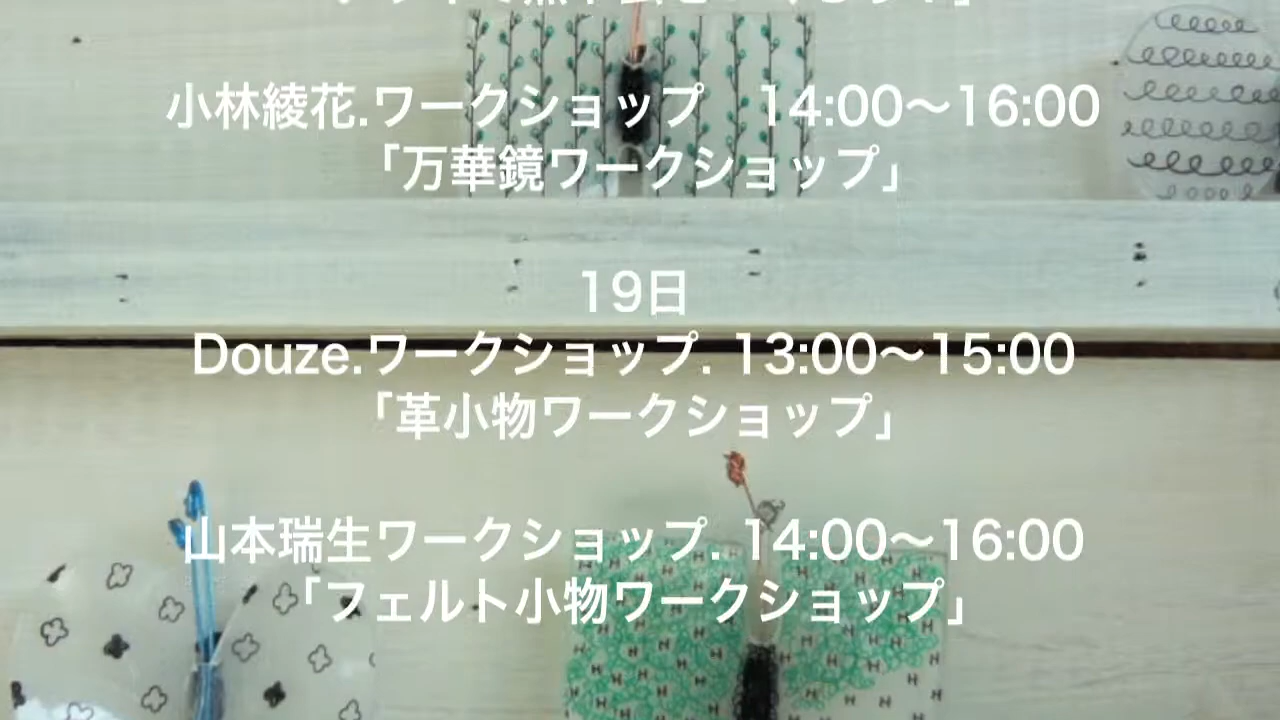 小林綾花.ワークショップ　14:00〜16:00
「万華鏡ワークショップ」
19日
Douze.ワークショップ. 13:00〜15:00
「革小物ワークショップ」
山本瑞生ワークショップ. 14:00〜16:00
「フェルト小物ワークショップ」